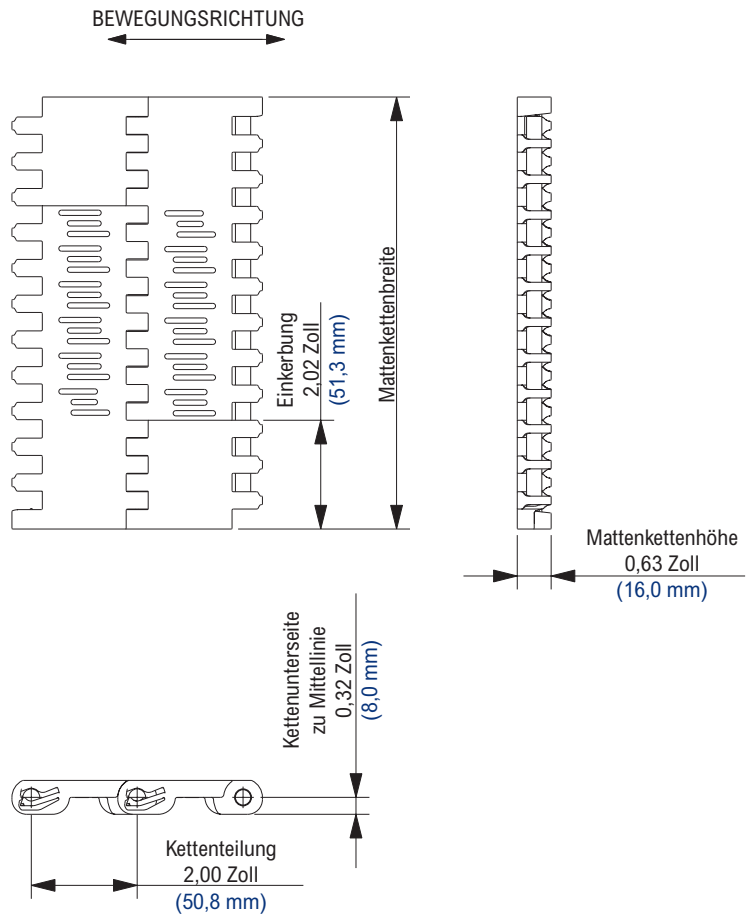 BEWEGUNGSRICHTUNG
Einkerbung
2,02 Zoll
(51,3 mm)
Mattenkettenbreite
Mattenkettenhöhe
0,63 Zoll
(16,0 mm)
Kettenunterseite
zu Mittellinie
0,32 Zoll
(8,0 mm)
Kettenteilung
2,00 Zoll
(50,8 mm)